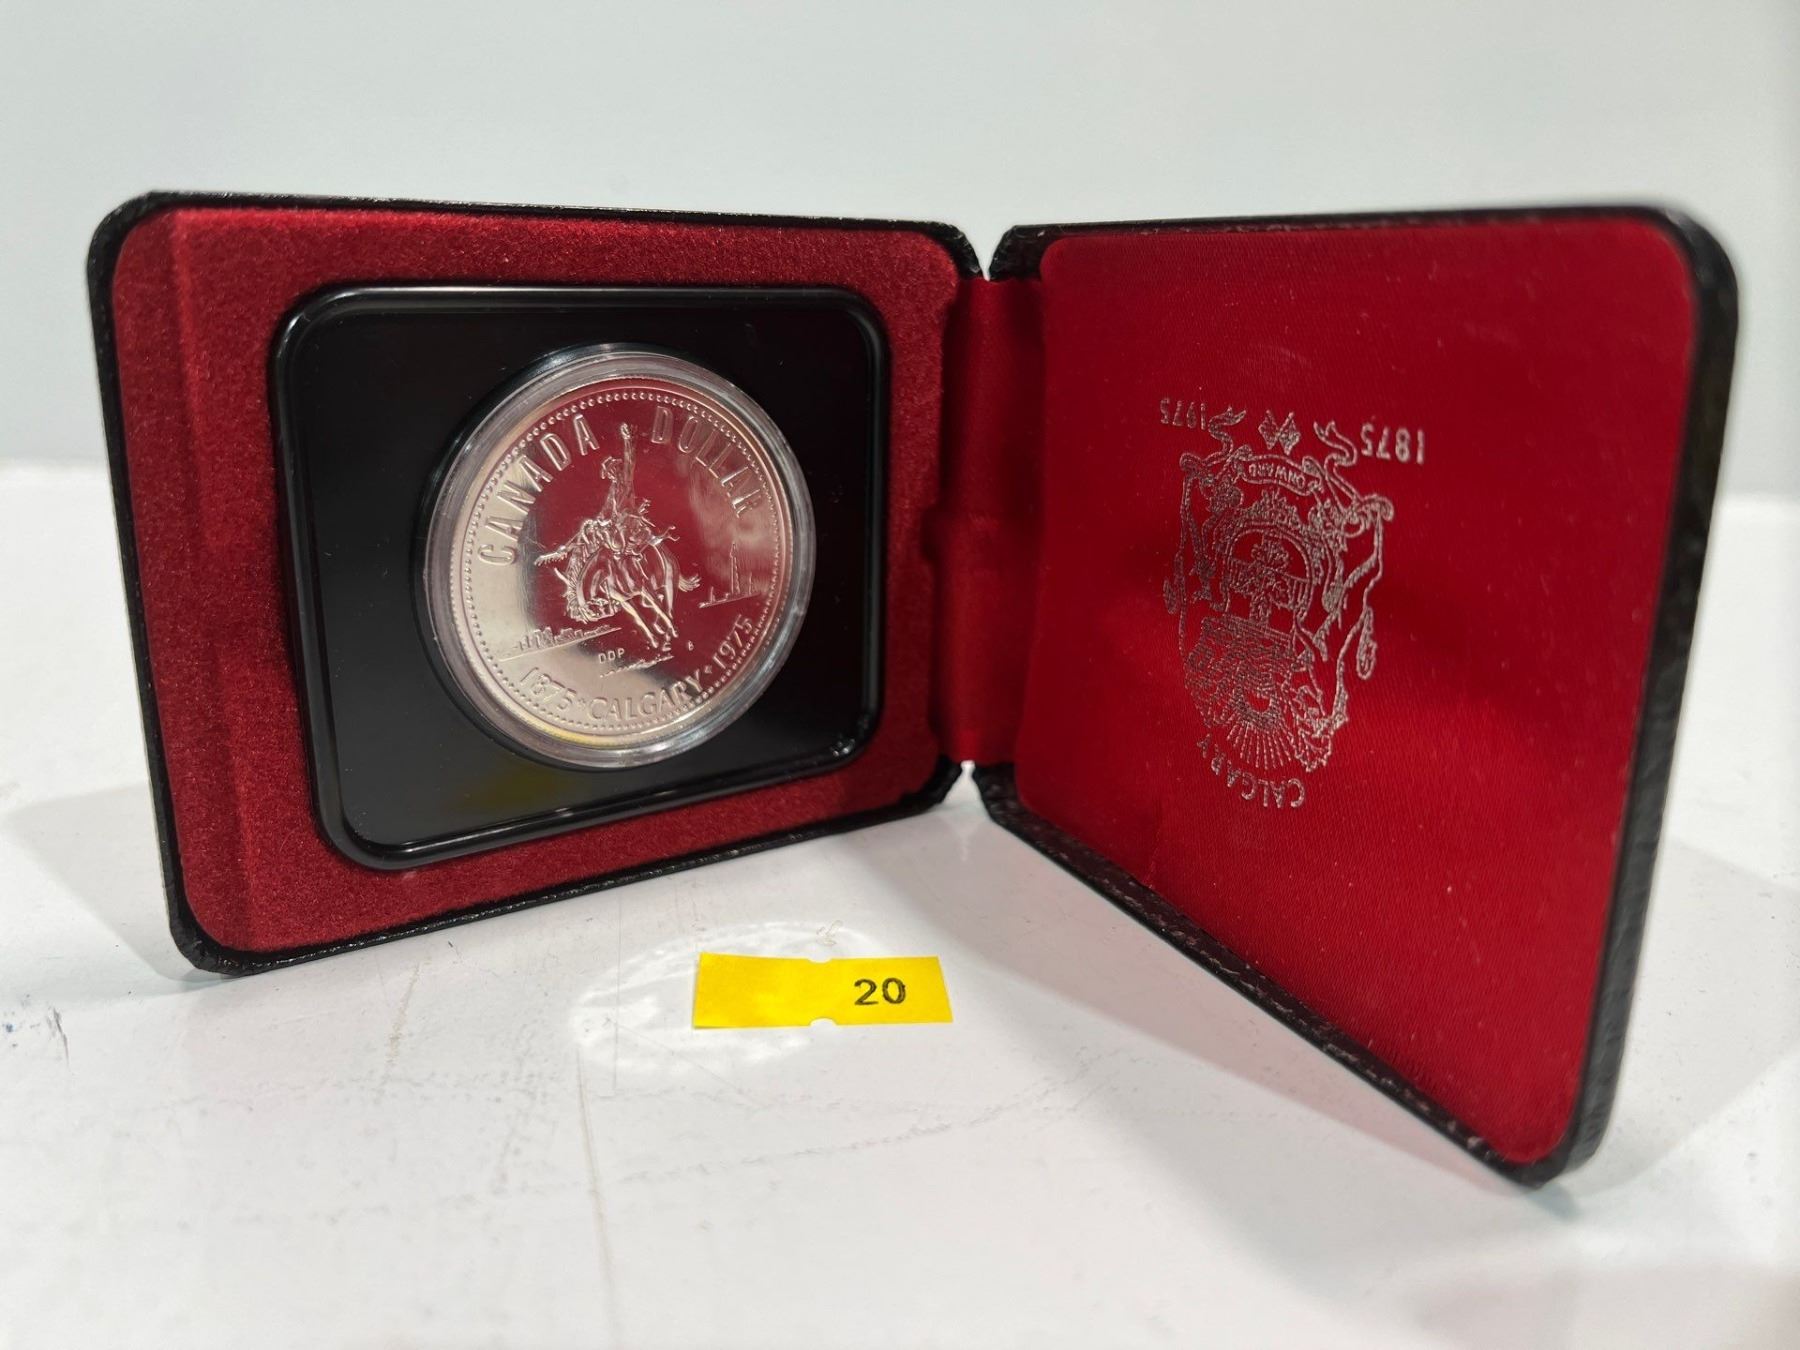 CANADA DOLLAR
DDP
1875 * CALGARY * 1975
CALGARY
ONWARD
1875 1975
20